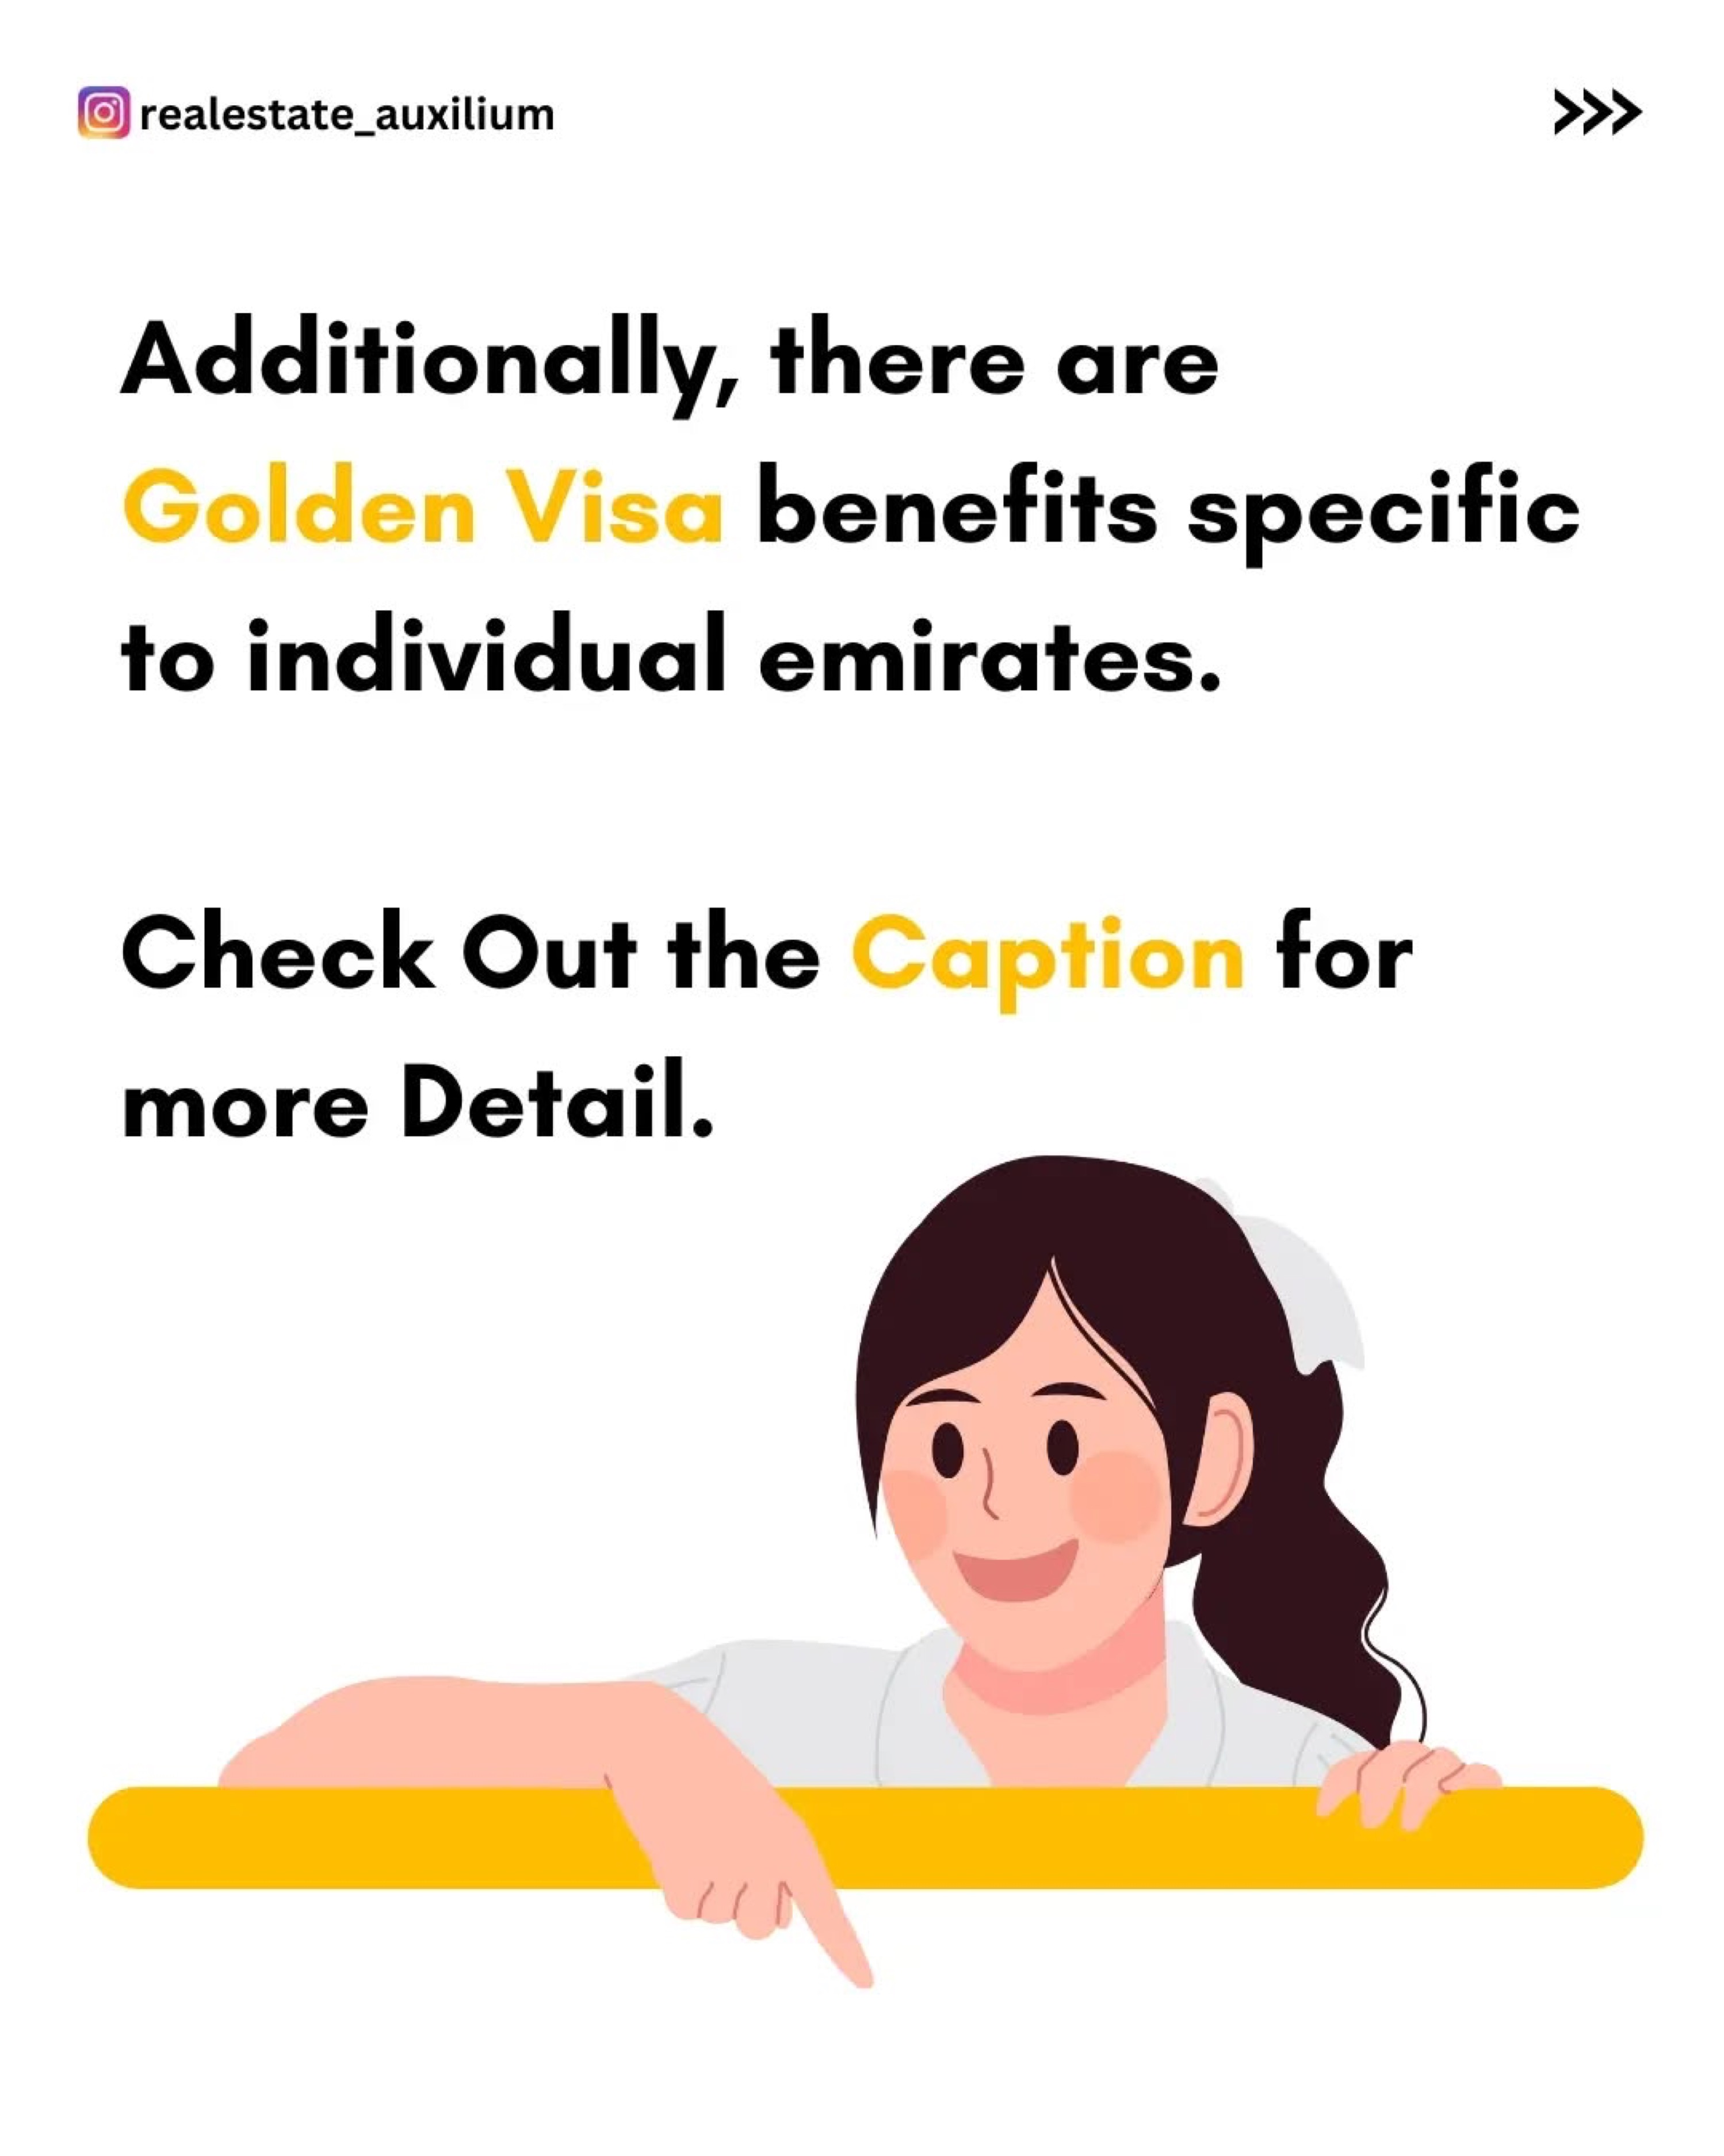 realestate_auxilium
Additionally, there are
Golden Visa benefits specific
to individual emirates.
Check Out the Caption for
more Detail.